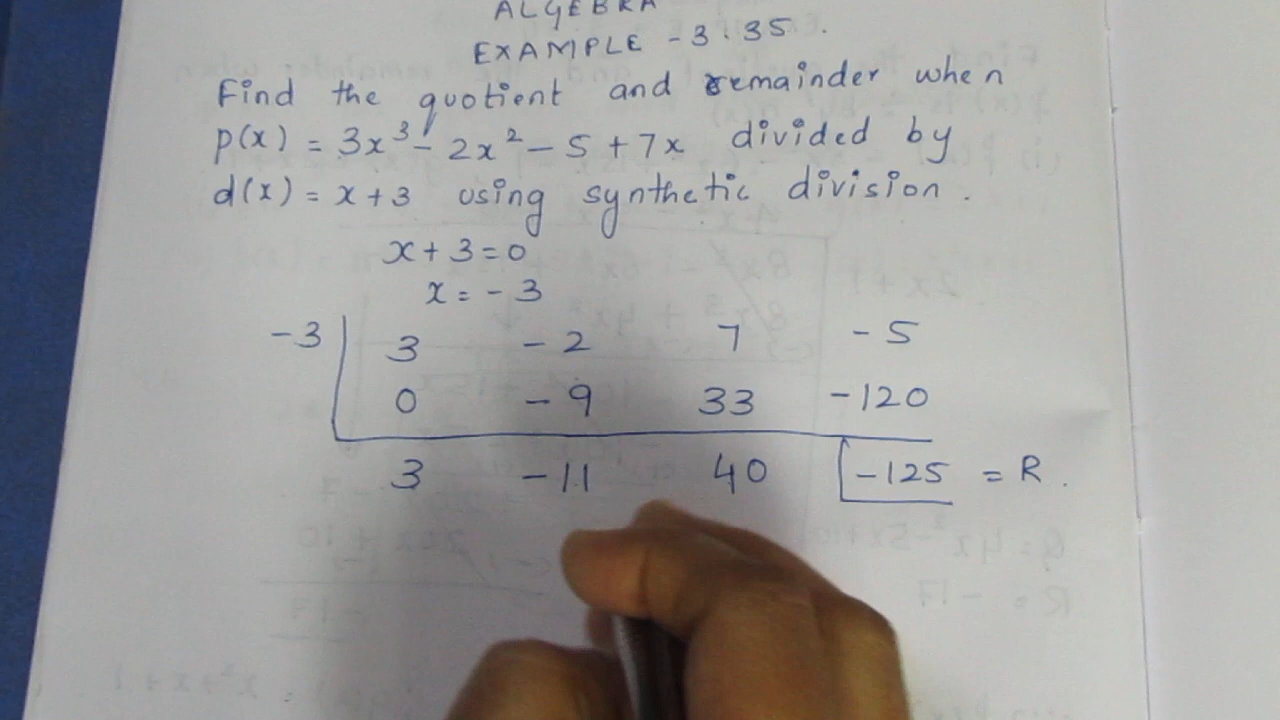 ALGEBRA
EXAMPLE - 3.35.
Find the quotient and remainder when
p(x) = 3x³ - 2x² - 5 + 7x divided by
d(x) = x + 3 using synthetic division.
x + 3 = 0
x = - 3
-3 3 - 2 7 - 5
0 - 9 33 -120
3 -11 40 -125 = R.